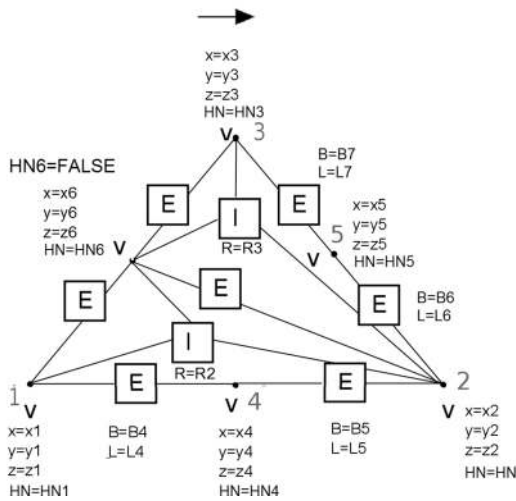 x=x3
y=y3
z=z3
HN=HN3
V 3
HN6=FALSE
B=B7
L=L7
x=x6
y=y6
z=z6
HN=HN6
E
E
x=x5
y=y5
z=z5
HN=HN5
I
5
R=R3
V
V
E
E
E
B=B6
L=L6
I
R=R2
1
E
E
2
V
V
4
V
x=x1
y=y1
z=z1
HN=HN1
B=B4
L=L4
x=x4
y=y4
z=z4
HN=HN4
B=B5
L=L5
x=x2
y=y2
z=z2
HN=HN